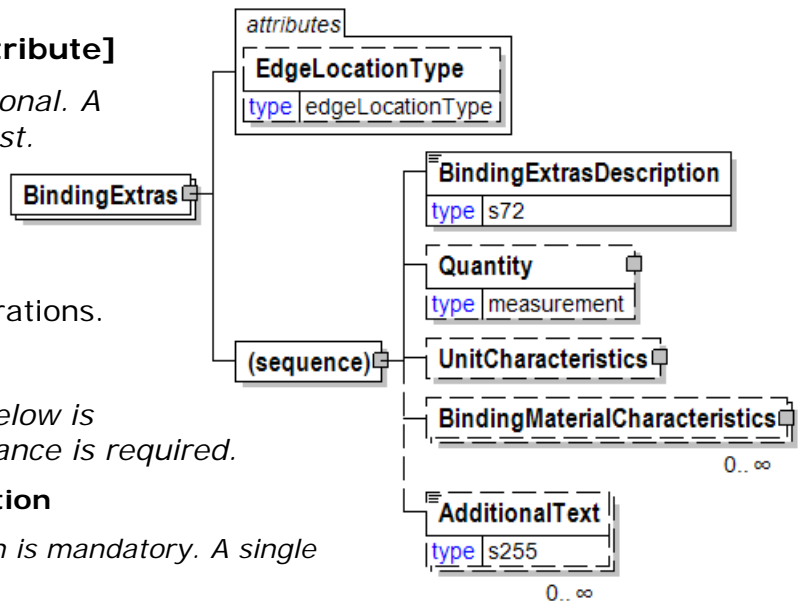 tribute]
onal. A
st.
rations.
elow is
ance is required.
tion
n is mandatory. A single
attributes
EdgeLocationType
type edgeLocationType
BindingExtras
(sequence)
BindingExtrasDescription
type s72
Quantity
type measurement
UnitCharacteristics
BindingMaterialCharacteristics
0.. ∞
AdditionalText
type s255
0.. ∞